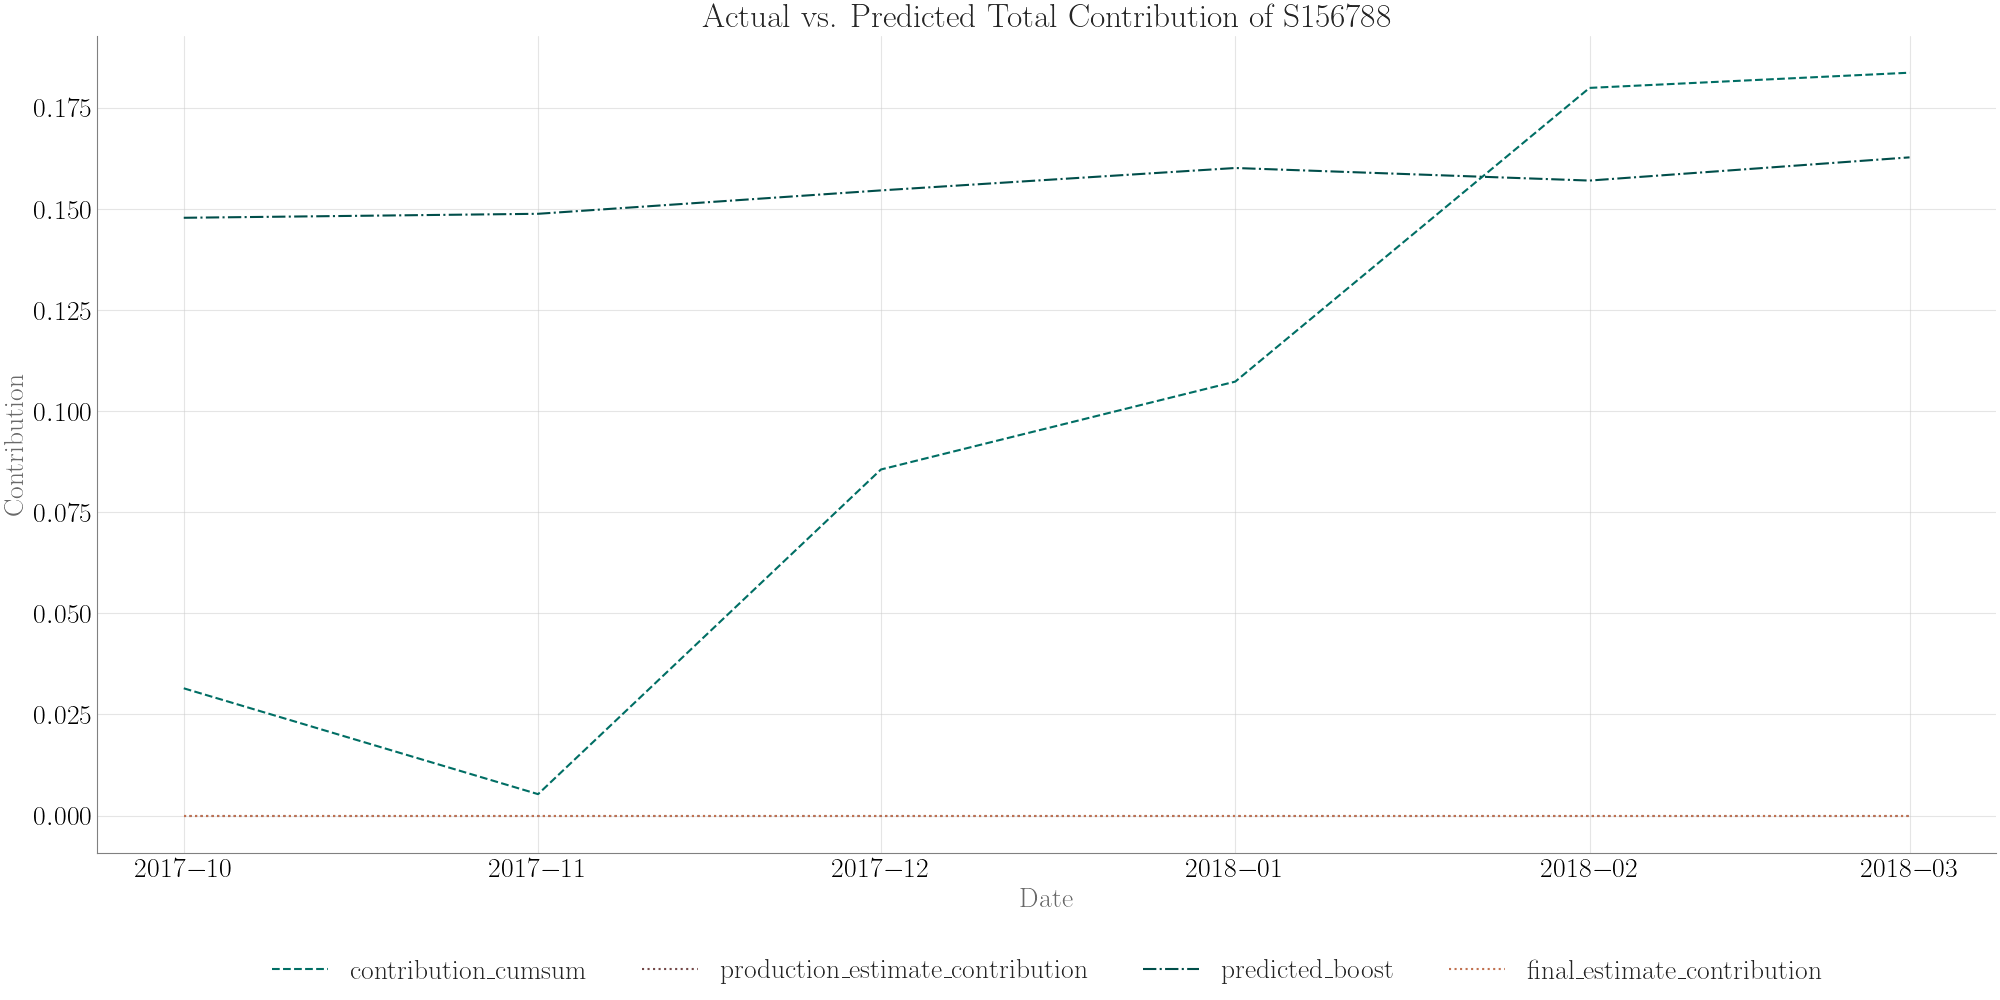 Actual vs. Predicted Total Contribution of S156788
Contribution
0.175
0.150
0.125
0.100
0.075
0.050
0.025
0.000
2017−10 2017−11 2017−12 2018−01 2018−02 2018−03
Date
contribution_cumsum production_estimate_contribution predicted_boost final_estimate_contribution